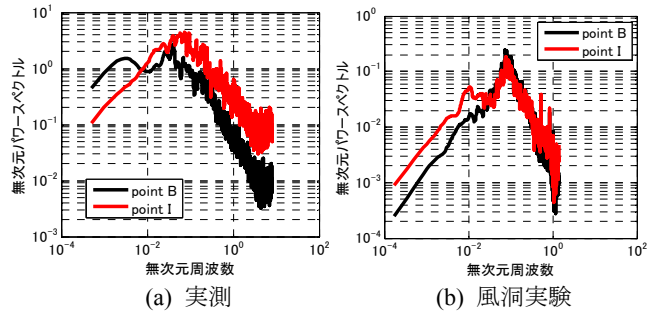 10^1
10^0
10^-1
10^-2
10^-3
無次元パワースペクトル
point B
point I
10^-4
10^-2
10^0
10^2
無次元周波数
(a) 実測
10^0
10^-1
10^-2
10^-3
10^-4
無次元パワースペクトル
point B
point I
10^-4
10^-2
10^0
10^2
無次元周波数
(b) 風洞実験